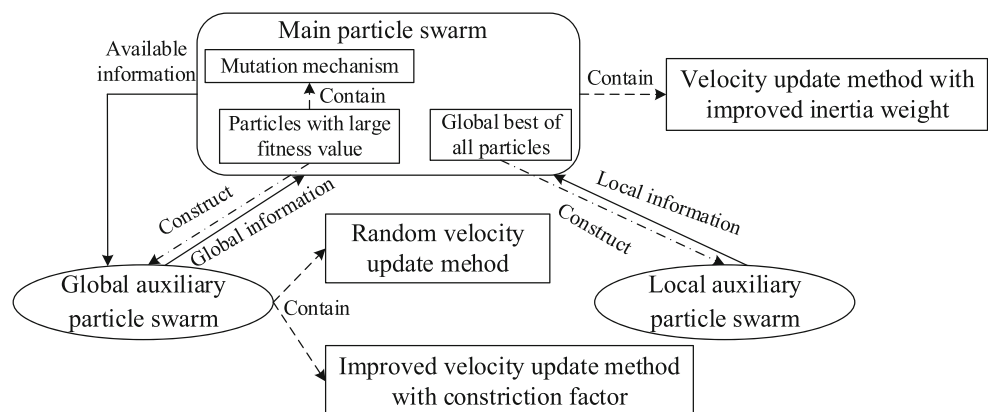 Main particle swarm
Available
information
Mutation mechanism
Contain
Particles with large
fitness value
Global best of
all particles
Contain
Velocity update method with
improved inertia weight
Construct
Global information
Local information
Construct
Random velocity
update mehod
Global auxiliary
particle swarm
Contain
Local auxiliary
particle swarm
Improved velocity update method
with constriction factor